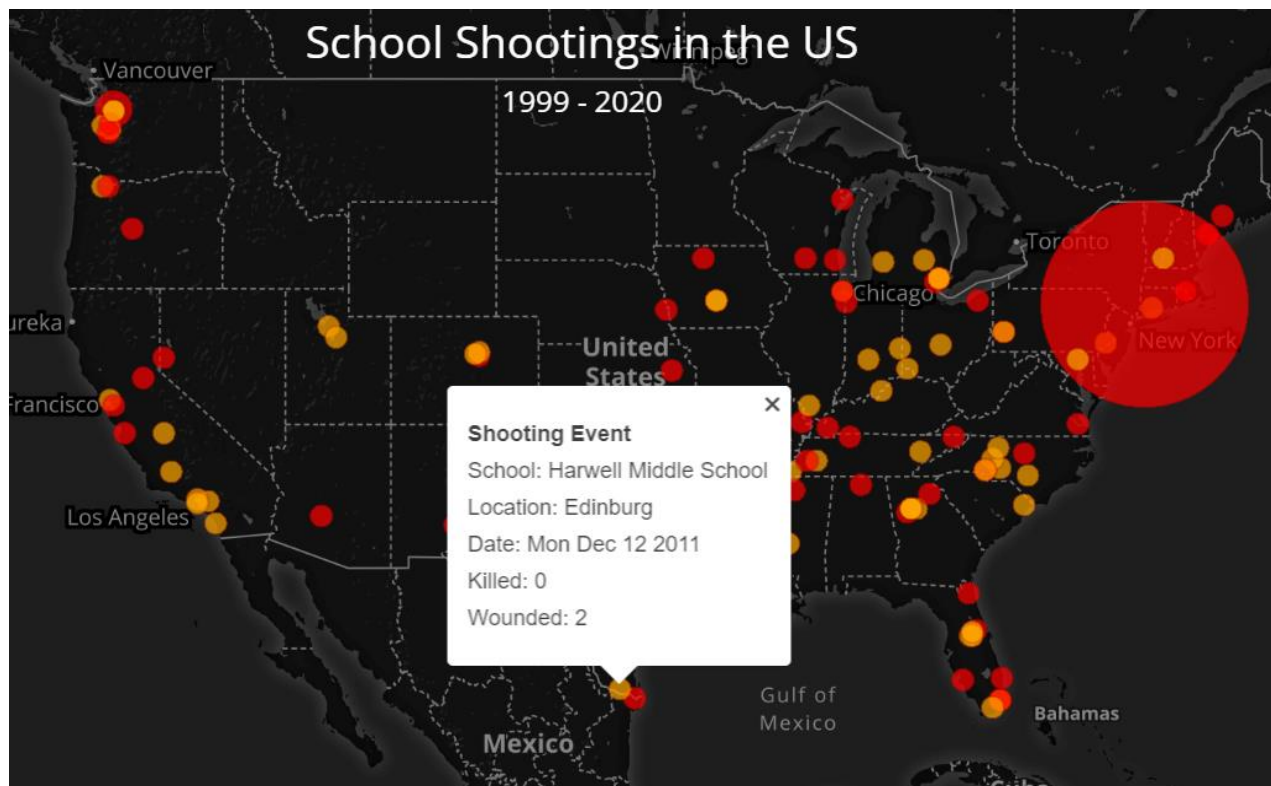 School Shootings in the US
Winnipeg
Vancouver
1999 - 2020
Toronto
Chicago
ureka
New York
United
States
Francisco
×
Shooting Event
School: Harwell Middle School
Location: Edinburg
Los Angeles
Date: Mon Dec 12 2011
Killed: 0
Wounded: 2
Gulf of
Mexico
Bahamas
Mexico
Cuba